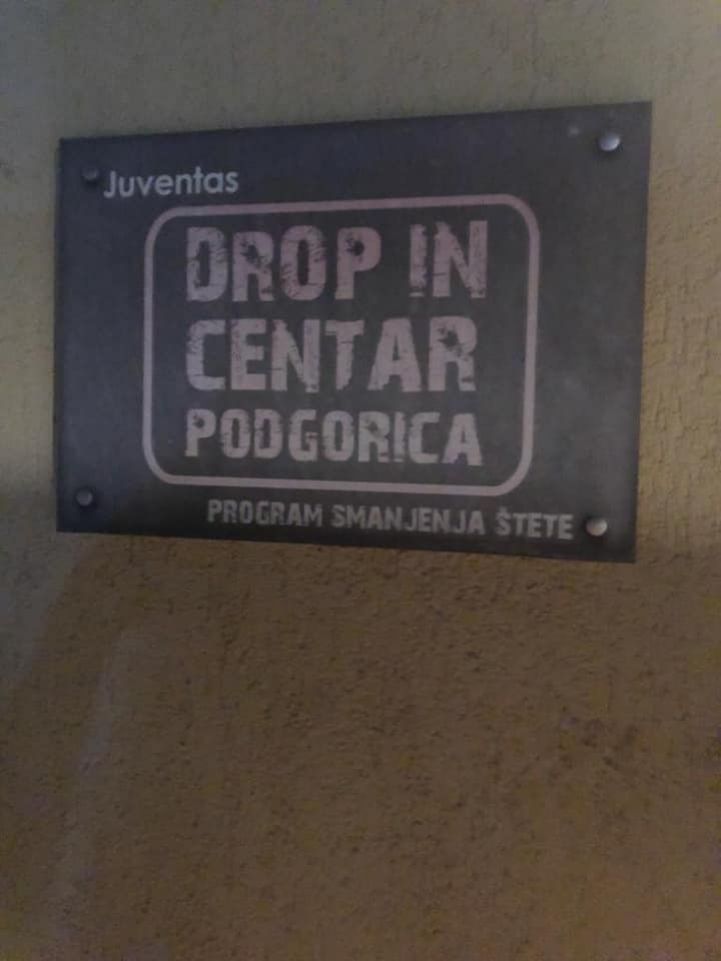 Juventas
DROP IN
CENTAR
PODGORICA
PROGRAM SMANJENJA ŠTETE